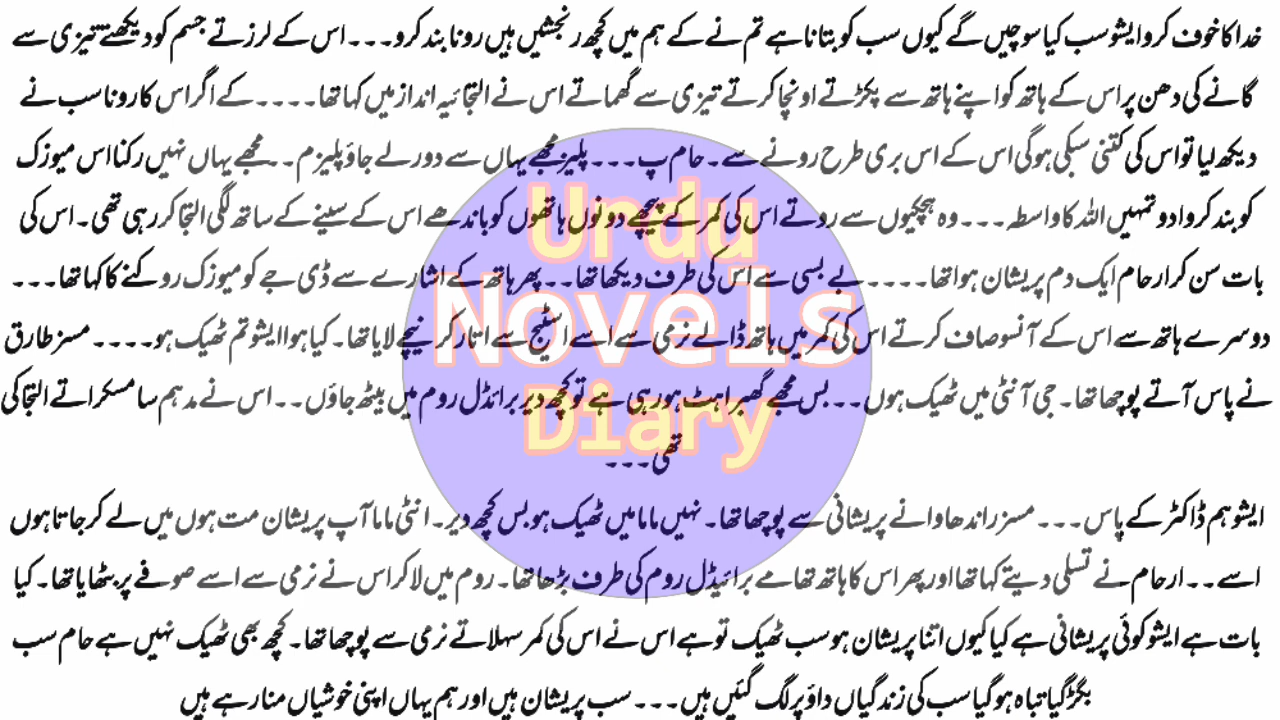 خدا کا خوف کرو ایشو سب کیا سوچیں گے کیوں سب کو بتانا ہے تم نے کے ہم میں کچھ رنجشیں ہیں رونا بند کرو۔۔۔ اس کے لرزتے جسم کو دیکھتے تیزی سے
گانے کی دھن پر اس کے ہاتھ کو اپنے ہاتھ سے پکڑتے اونچا کرتے تیزی سے گھماتے اس نے التجائیہ انداز میں کہا تھا۔۔۔۔ کے اگر اس کا رونا سب نے
دیکھ لیا تو اس کی کتنی سبکی ہوگی اس کے اس بری طرح رونے سے۔ حام پ۔۔۔ پلیز مجھے یہاں سے دور لے جاؤ پلیز م۔۔ مجھے یہاں نہیں رکنا اس میوزک
کو بند کروا دو تمہیں اللہ کا واسطہ۔۔۔ وہ ہچکیوں سے روتے اس کی کمر کے پیچھے دونوں ہاتھوں کو باندھے اس کے سینے کے ساتھ لگی التجا کر رہی تھی۔ اس کی
بات سن کر ارحام ایک دم پریشان ہوا تھا۔۔۔۔ بے بسی سے اس کی طرف دیکھا تھا۔۔ پھر ہاتھ کے اشارے سے ڈی جے کو میوزک روکنے کا کہا تھا۔۔۔
دوسرے ہاتھ سے اس کے آنسو صاف کرتے اس کی کمر میں ہاتھ ڈالے نرمی سے اسے اسٹیج سے اتار کر نیچے لایا تھا۔ کیا ہوا ایشو تم ٹھیک ہو۔۔۔۔ مسز طارق
نے پاس آتے پوچھا تھا۔ جی آنٹی میں ٹھیک ہوں۔۔ بس مجھے گھبراہٹ ہو رہی ہے تو کچھ دیر برائڈل روم میں بیٹھ جاؤں۔۔ اس نے مدہم سا مسکراتے التجا کی
تھی۔۔۔
ایشو ہم ڈاکٹر کے پاس۔۔۔ مسز راندھاوا نے پریشانی سے پوچھا تھا۔ نہیں ماما میں ٹھیک ہو بس کچھ دیر۔ انٹی ماما آپ پریشان مت ہوں میں لے کر جاتا ہوں
اسے۔۔ ارحام نے تسلی دیتے کہا تھا اور پھر اس کا ہاتھ تھامے برائیڈل روم کی طرف بڑھا تھا۔ روم میں لا کر اس نے نرمی سے اسے صوفے پر بٹھایا تھا۔ کیا
بات ہے ایشو کوئی پریشانی ہے کیا کیوں اتنا پریشان ہو سب ٹھیک تو ہے اس نے اس کی کمر سہلاتے نرمی سے پوچھا تھا۔ کچھ بھی ٹھیک نہیں ہے حام سب
بگڑ گیا تباہ ہو گیا سب کی زندگیاں داؤ پر لگ گئیں ہیں۔۔۔ سب پریشان ہیں اور ہم یہاں اپنی خوشیاں منا رہے ہیں
Urdu
Novels
Diary